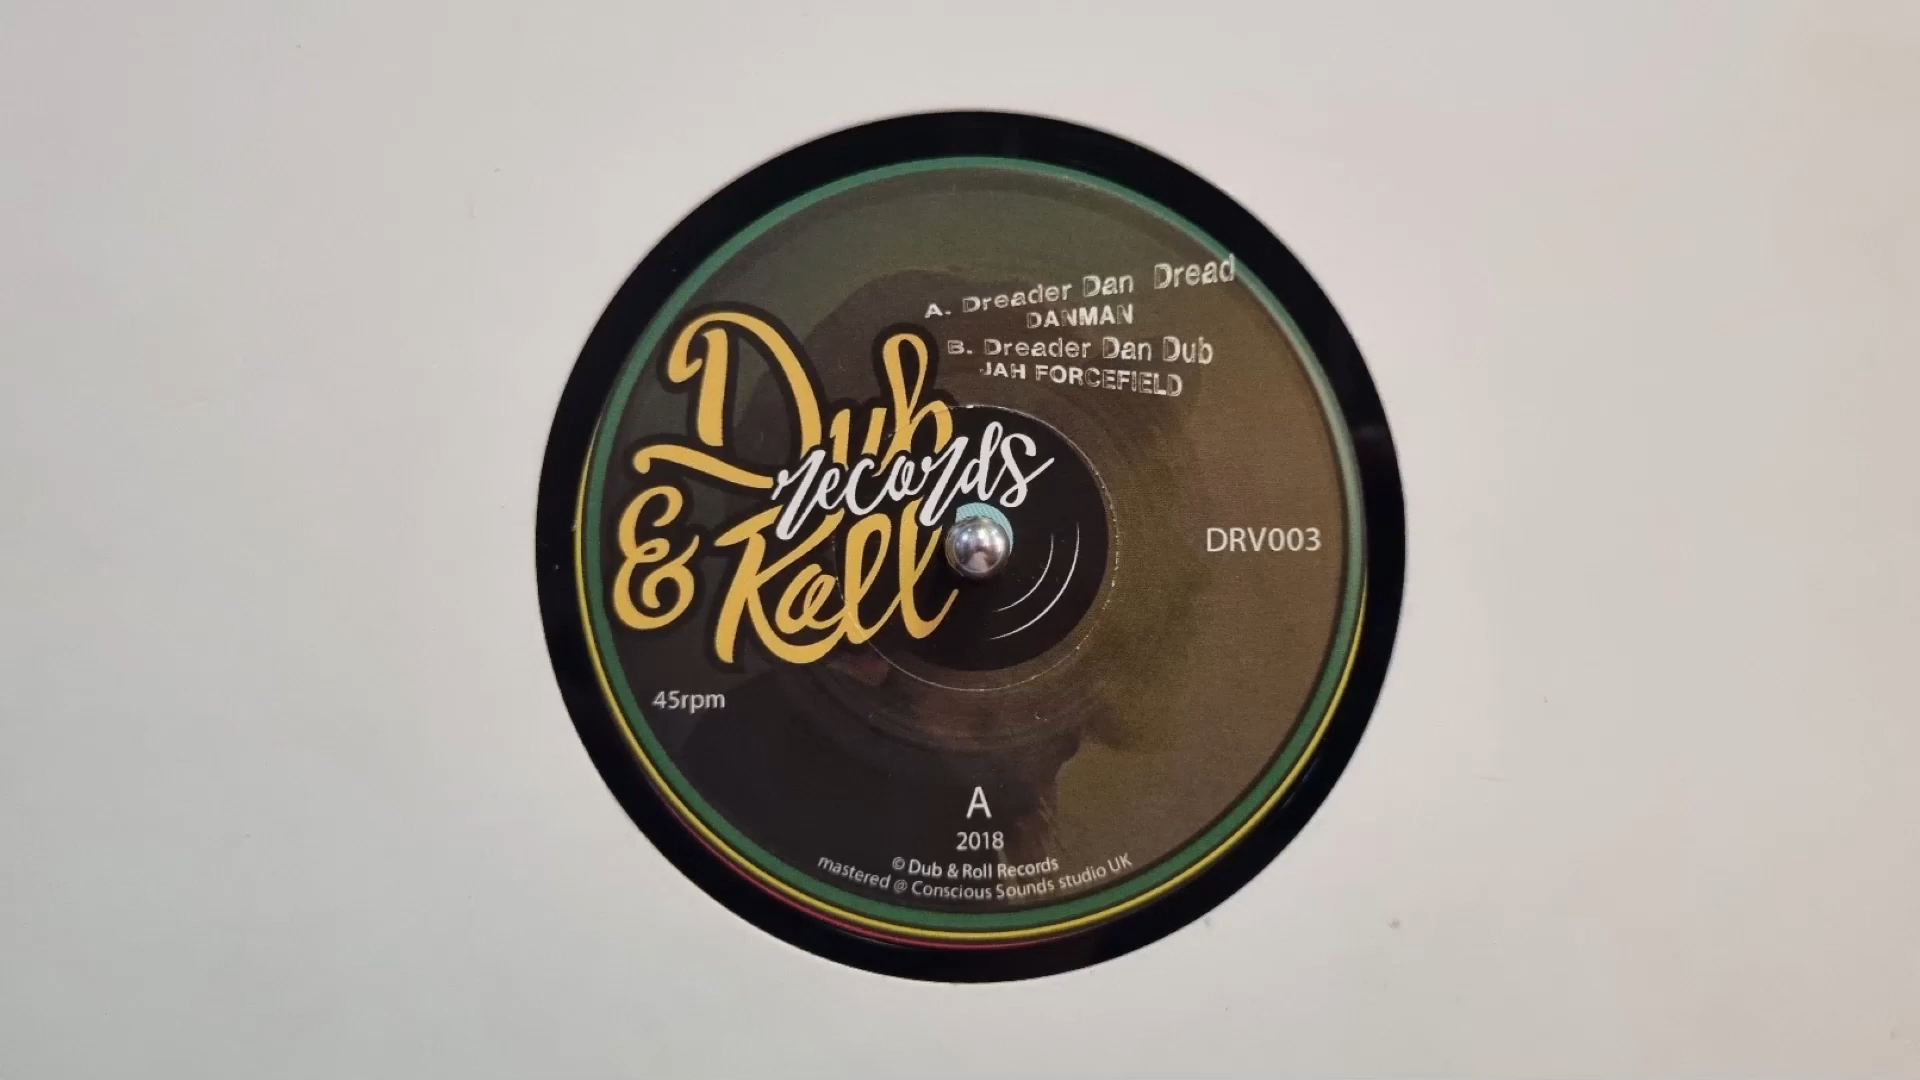 A. Dreader Dan Dread
DANMAN
B. Dreader Dan Dub
JAH FORCEFIELD
Dub
records
& Roll
DRV003
45rpm
A
2018
© Dub & Roll Records
mastered @ Conscious Sounds studio UK